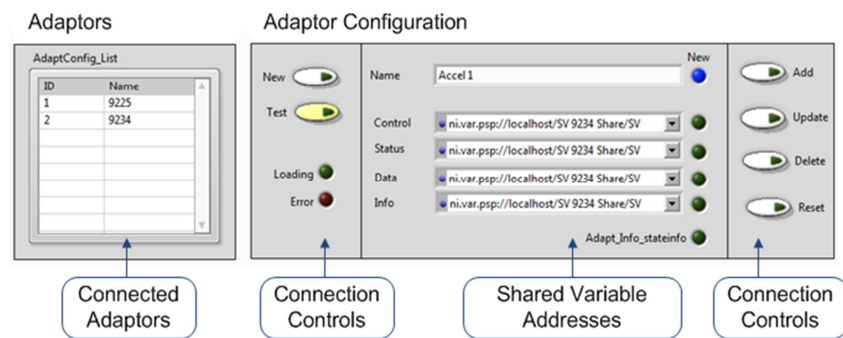 Adaptors
Adaptor Configuration
AdaptConfig_List
ID Name
1 9225
2 9234
New
Test
Loading
Error
New
Name Accel 1
Control ni.var.psp://localhost/SV 9234 Share/SV
Status ni.var.psp://localhost/SV 9234 Share/SV
Data ni.var.psp://localhost/SV 9234 Share/SV
Info ni.var.psp://localhost/SV 9234 Share/SV
Adapt_Info_stateinfo
Add
Update
Delete
Reset
Connected
Adaptors
Connection
Controls
Shared Variable
Addresses
Connection
Controls